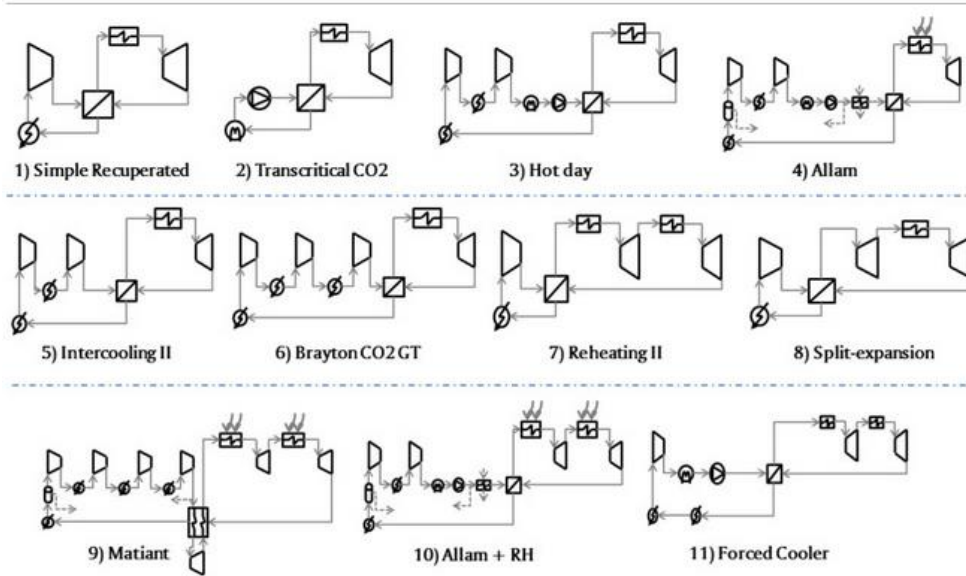 1) Simple Recuperated
2) Transcritical CO2
3) Hot day
4) Allam
5) Intercooling II
6) Brayton CO2 GT
7) Reheating II
8) Split-expansion
9) Matiant
10) Allam + RH
11) Forced Cooler